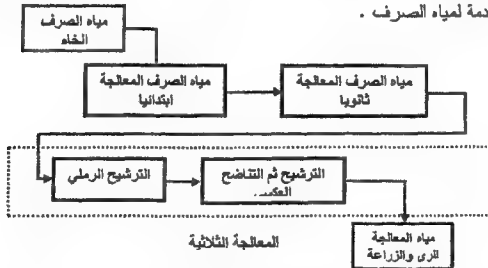 دمة لمياه الصرف .
مياه الصرف
الخام
مياه الصرف المعالجة
ابتدائيا
مياه الصرف المعالجة
ثانويا
الترشيح الرملي
الترشيح ثم التناضح
العكسي
المعالجة الثلاثية
مياه المعالجة
للرى والزراعة